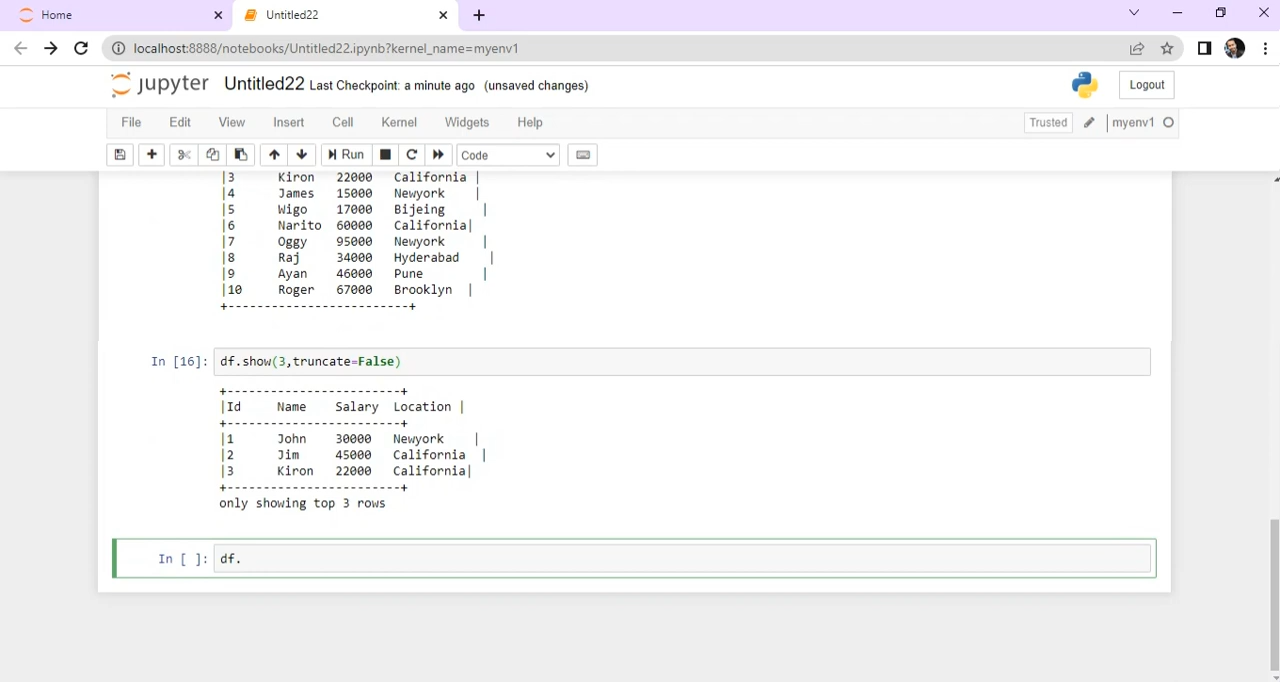 Home
Untitled22
localhost:8888/notebooks/Untitled22.ipynb?kernel_name=myenv1
jupyter Untitled22 Last Checkpoint: a minute ago (unsaved changes)
Logout
File Edit View Insert Cell Kernel Widgets Help
Trusted
myenv1
Run
Code
|3 Kiron 22000 California |
|4 James 15000 Newyork |
|5 Wigo 17000 Bijeing |
|6 Narito 60000 California|
|7 Oggy 95000 Newyork |
|8 Raj 34000 Hyderabad |
|9 Ayan 46000 Pune |
|10 Roger 67000 Brooklyn |
+------------------------+
In [16]: df.show(3,truncate=False)
+-----------------------+
|Id Name Salary Location |
+-----------------------+
|1 John 30000 Newyork |
|2 Jim 45000 California |
|3 Kiron 22000 California|
+-----------------------+
only showing top 3 rows
In [ ]: df.